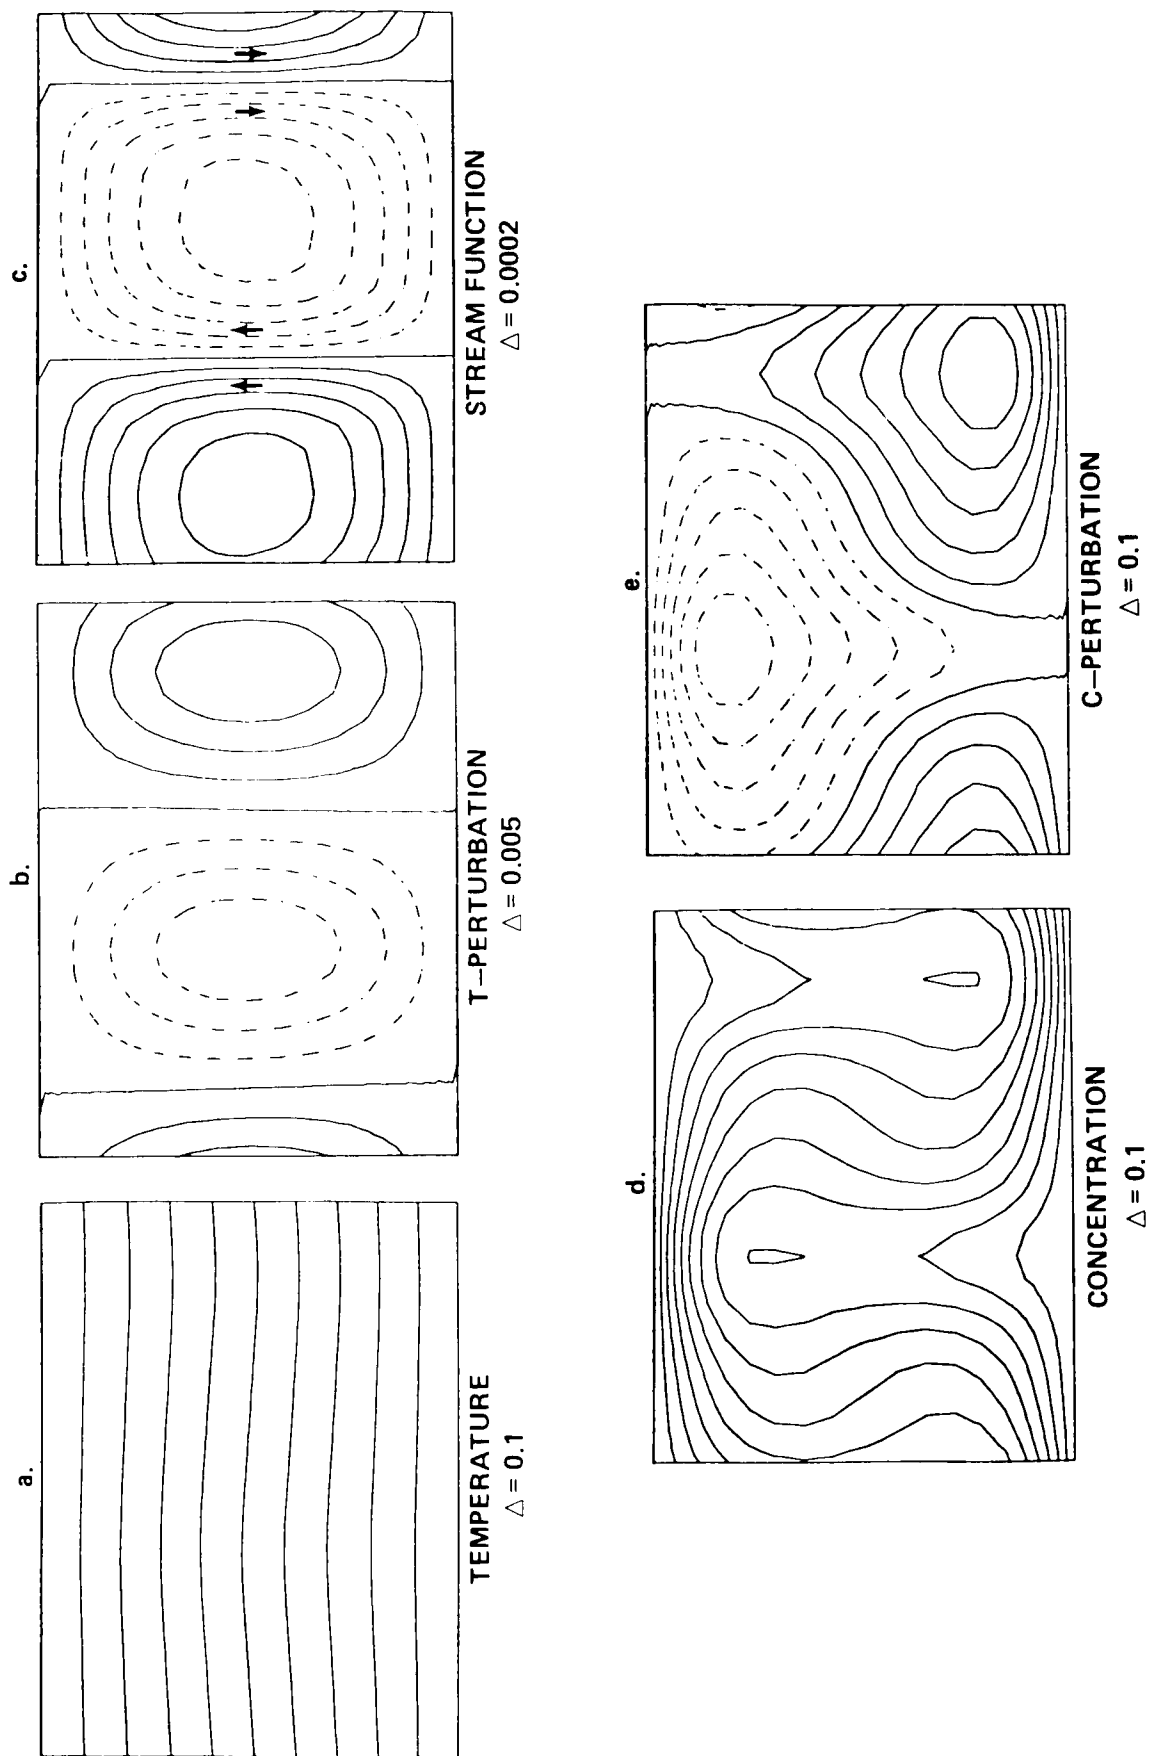 a.
TEMPERATURE
△ = 0.1
b.
T–PERTURBATION
△ = 0.005
c.
STREAM FUNCTION
△ = 0.0002
d.
CONCENTRATION
△ = 0.1
e.
C–PERTURBATION
△ = 0.1